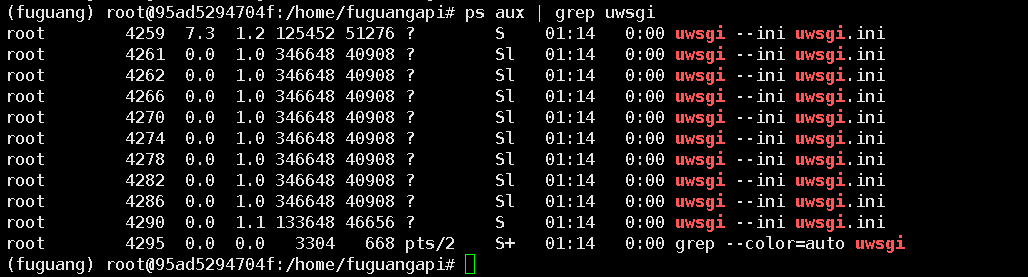 (fuguang) root@95ad5294704f:/home/fuguangapi# ps aux | grep uwsgi
root 4259 7.3 1.2 125452 51276 ? S 01:14 0:00 uwsgi --ini uwsgi.ini
root 4261 0.0 1.0 346648 40908 ? Sl 01:14 0:00 uwsgi --ini uwsgi.ini
root 4262 0.0 1.0 346648 40908 ? Sl 01:14 0:00 uwsgi --ini uwsgi.ini
root 4266 0.0 1.0 346648 40908 ? Sl 01:14 0:00 uwsgi --ini uwsgi.ini
root 4270 0.0 1.0 346648 40908 ? Sl 01:14 0:00 uwsgi --ini uwsgi.ini
root 4274 0.0 1.0 346648 40908 ? Sl 01:14 0:00 uwsgi --ini uwsgi.ini
root 4278 0.0 1.0 346648 40908 ? Sl 01:14 0:00 uwsgi --ini uwsgi.ini
root 4282 0.0 1.0 346648 40908 ? Sl 01:14 0:00 uwsgi --ini uwsgi.ini
root 4286 0.0 1.0 346648 40908 ? Sl 01:14 0:00 uwsgi --ini uwsgi.ini
root 4290 0.0 1.1 133648 46656 ? S 01:14 0:00 uwsgi --ini uwsgi.ini
root 4295 0.0 0.0 3304 668 pts/2 S+ 01:14 0:00 grep --color=auto uwsgi
(fuguang) root@95ad5294704f:/home/fuguangapi#